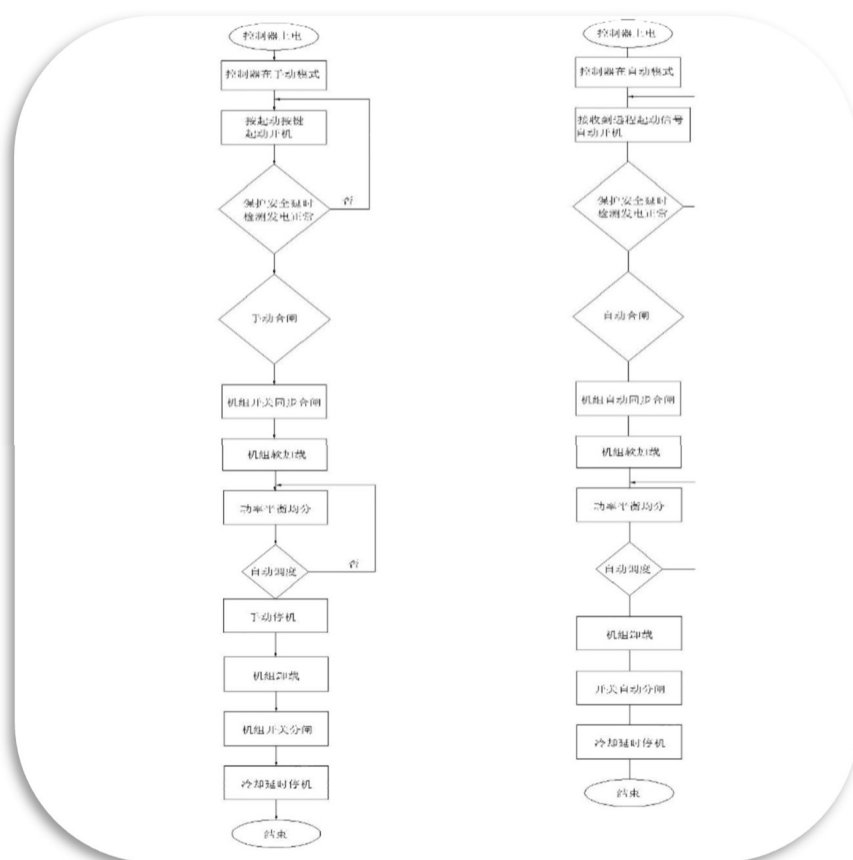 控制器上电
控制器在手动模式
按起动按键
起动开机
保护安全延时
检测发电正常
否
手动合闸
机组开关同步合闸
机组软加载
功率平衡均分
自动调度
否
手动停机
机组卸载
机组开关分闸
冷却延时停机
结束
控制器上电
控制器在自动模式
接收到远程起动信号
自动开机
保护安全延时
检测发电正常
自动合闸
机组自动同步合闸
机组软加载
功率平衡均分
自动调度
机组卸载
开关自动分闸
冷却延时停机
结束